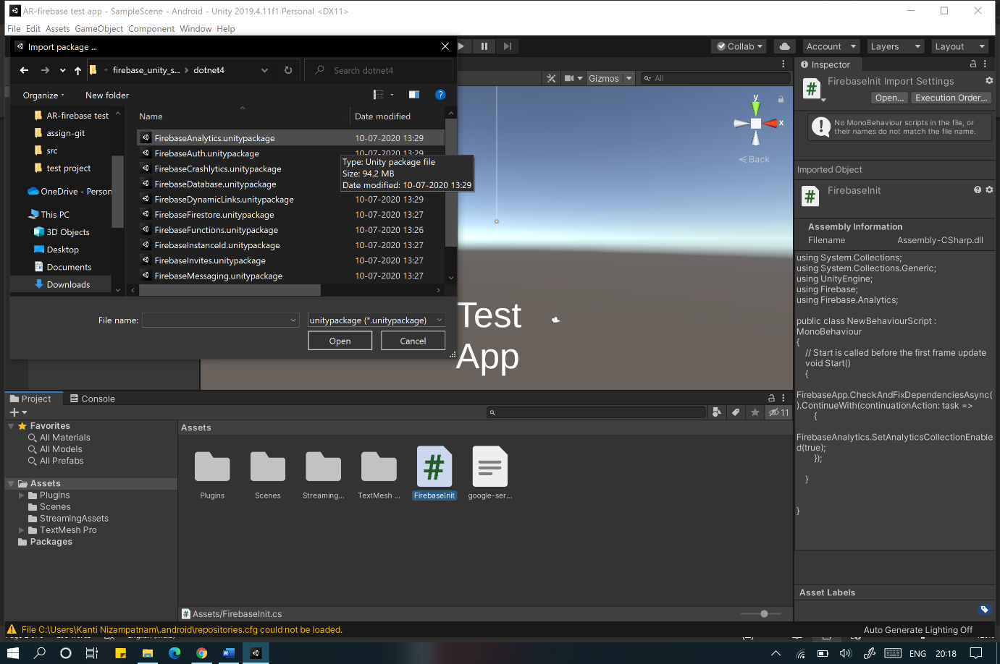 AR-firebase test app - SampleScene - Android - Unity 2019.4.11f1 Personal <DX11>
File Edit Assets GameObject Component Window Help
Import package ...
Collab
Account
Layers
Layout
« firebase_unity_s... > dotnet4
Search dotnet4
Gizmos
All
Organize
New folder
?
Name
Date modified
AR-firebase test
assign-git
src
test project
OneDrive - Person
This PC
3D Objects
Desktop
Documents
Downloads
FirebaseAnalytics.unitypackage 10-07-2020 13:29
FirebaseAuth.unitypackage 10-07-2020 13:29
FirebaseCrashlytics.unitypackage
FirebaseDatabase.unitypackage
FirebaseDynamicLinks.unitypackage 10-07-2020 13:29
FirebaseFirestore.unitypackage 10-07-2020 13:27
FirebaseFunctions.unitypackage 10-07-2020 13:26
FirebaseInstanceId.unitypackage 10-07-2020 13:27
FirebaseInvites.unitypackage 10-07-2020 13:27
FirebaseMessaging.unitypackage 10-07-2020 13:27
Type: Unity package file
Size: 94.2 MB
Date modified: 10-07-2020 13:29
File name:
unitypackage (*.unitypackage)
Open
Cancel
y
x
Back
Test
App
Inspector
FirebaseInit Import Settings
Open...
Execution Order...
No MonoBehaviour scripts in the file, or
their names do not match the file name.
Imported Object
FirebaseInit
Assembly Information
Filename Assembly-CSharp.dll
using System.Collections;
using System.Collections.Generic;
using UnityEngine;
using Firebase;
using Firebase.Analytics;
public class NewBehaviourScript :
MonoBehaviour
{
// Start is called before the first frame update
void Start()
{
FirebaseApp.CheckAndFixDependenciesAsync(
).ContinueWith(continuationAction: task =>
{
FirebaseAnalytics.SetAnalyticsCollectionEnable
d(true);
});
}
}
Asset Labels
Project
Console
11
Favorites
All Materials
All Models
All Prefabs
Assets
Plugins
Scenes
StreamingAssets
TextMesh Pro
Packages
Assets
Plugins
Scenes
Streaming...
TextMesh ...
FirebaseInit
google-ser...
Assets/FirebaseInit.cs
File C:\Users\Kanti Nizampatnam\.android\repositories.cfg could not be loaded.
Auto Generate Lighting Off
ENG
20:18